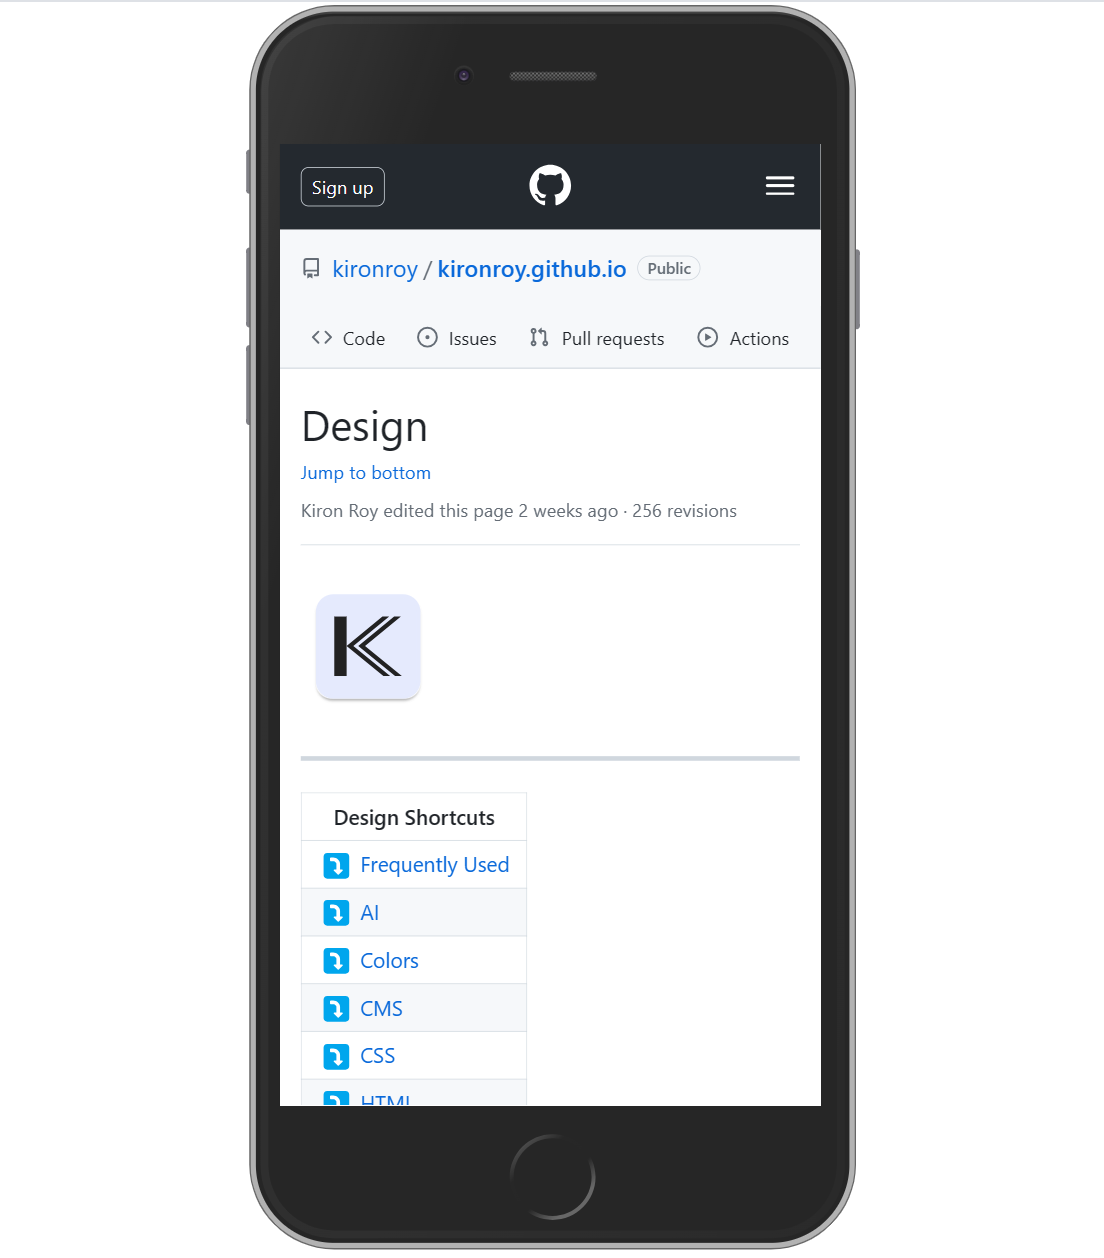 Sign up
kironroy / kironroy.github.io Public
Code Issues Pull requests Actions
Design
Jump to bottom
Kiron Roy edited this page 2 weeks ago · 256 revisions
K
Design Shortcuts
Frequently Used
AI
Colors
CMS
CSS
HTML